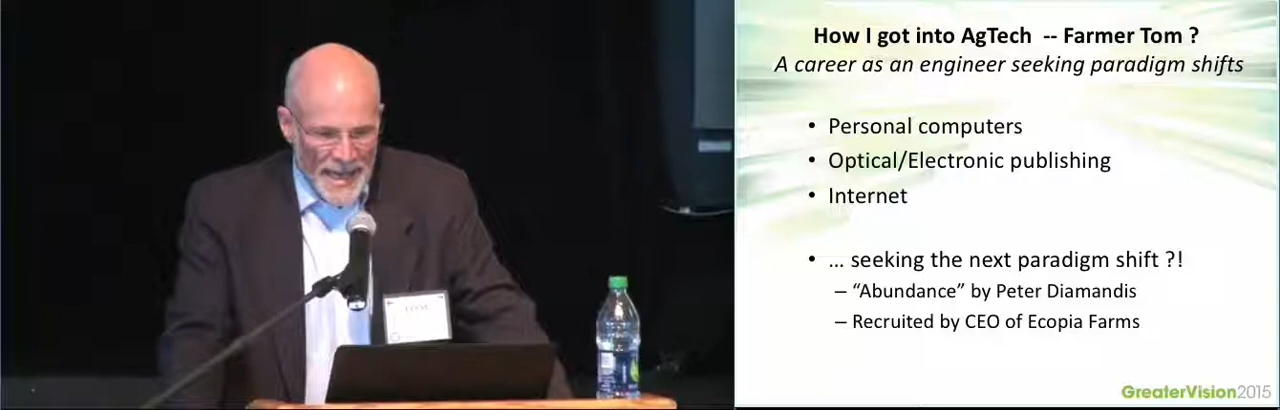 How I got into AgTech -- Farmer Tom ?
A career as an engineer seeking paradigm shifts
• Personal computers
• Optical/Electronic publishing
• Internet
• ... seeking the next paradigm shift ?!
– “Abundance” by Peter Diamandis
– Recruited by CEO of Ecopia Farms
GreaterVision2015